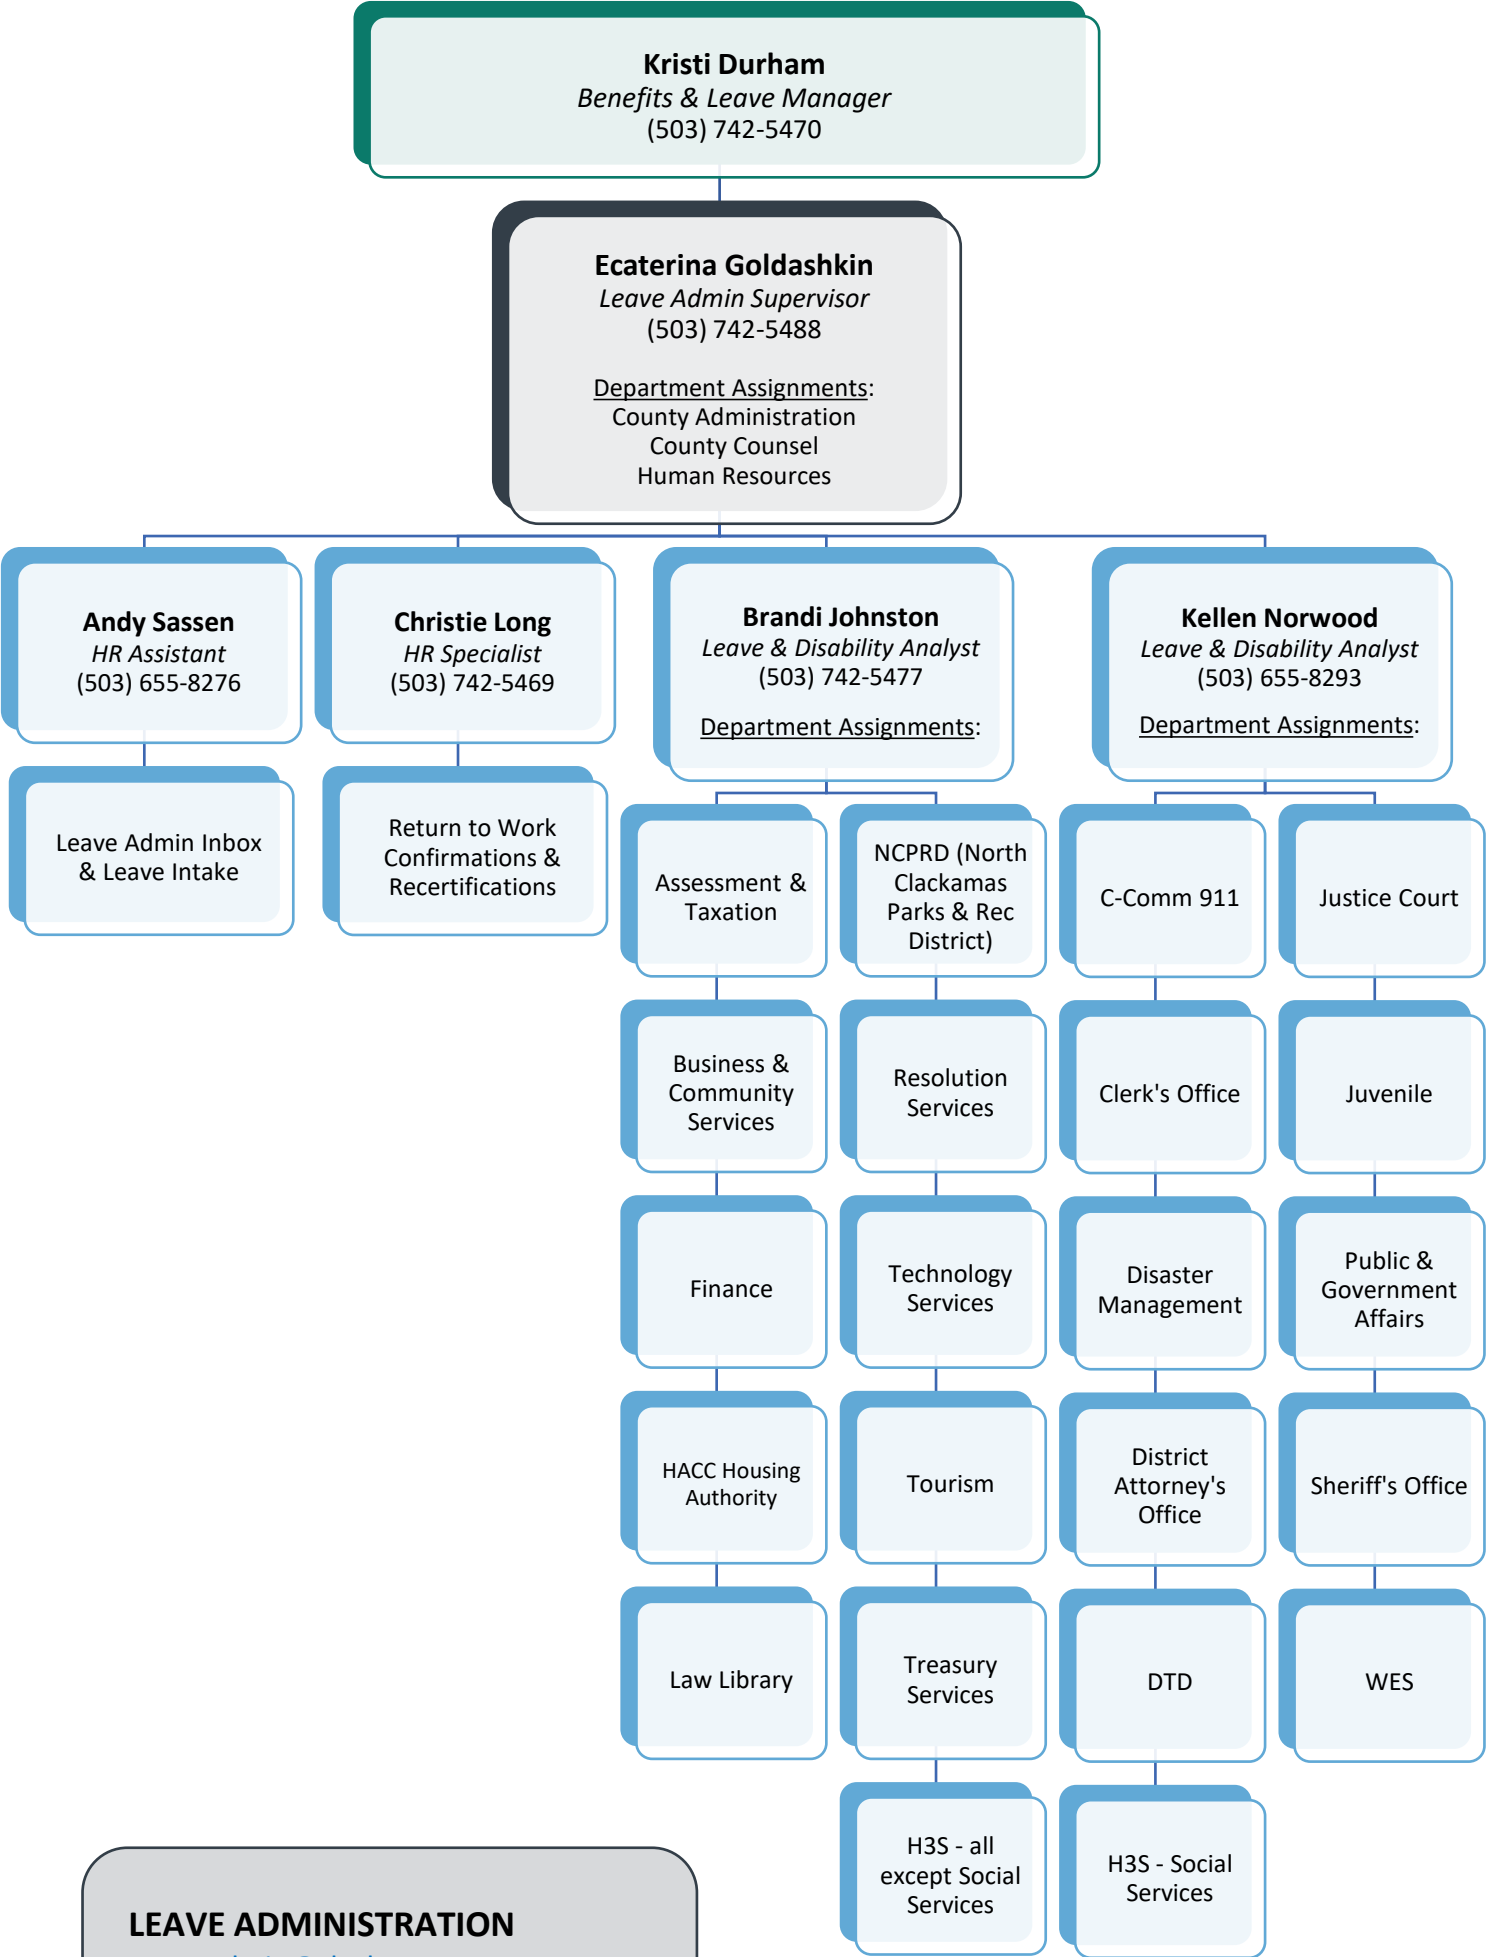 Kristi Durham
Benefits & Leave Manager
(503) 742-5470
Ecaterina Goldashkin
Leave Admin Supervisor
(503) 742-5488
Department Assignments:
County Administration
County Counsel
Human Resources
Andy Sassen
HR Assistant
(503) 655-8276
Leave Admin Inbox
& Leave Intake
Christie Long
HR Specialist
(503) 742-5469
Return to Work
Confirmations &
Recertifications
Brandi Johnston
Leave & Disability Analyst
(503) 742-5477
Department Assignments:
Assessment &
Taxation
Business &
Community
Services
Finance
HACC Housing
Authority
Law Library
NCPRD (North
Clackamas
Parks & Rec
District)
Resolution
Services
Technology
Services
Tourism
Treasury
Services
H3S - all
except Social
Services
Kellen Norwood
Leave & Disability Analyst
(503) 655-8293
Department Assignments:
C-Comm 911
Clerk's Office
Disaster
Management
District
Attorney's
Office
DTD
H3S - Social
Services
Justice Court
Juvenile
Public &
Government
Affairs
Sheriff's Office
WES
LEAVE ADMINISTRATION